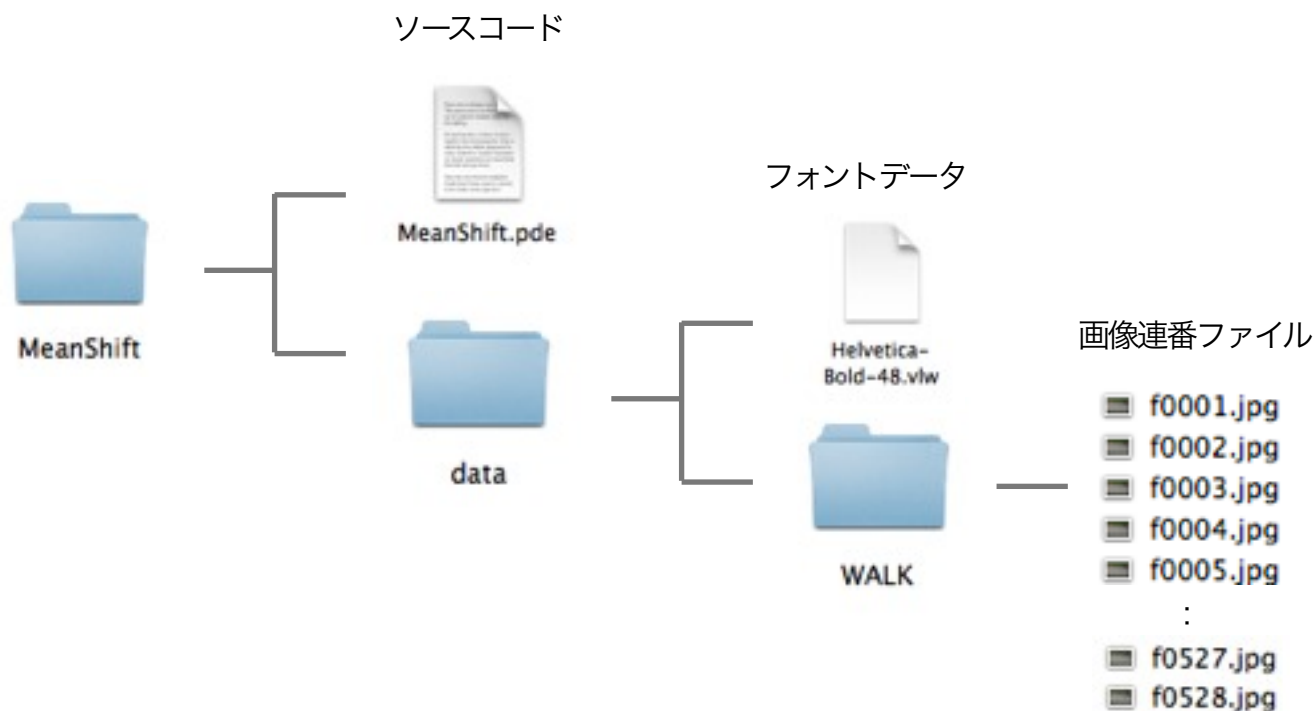 ソースコード
MeanShift.pde
MeanShift
data
フォントデータ
Helvetica-
Bold-48.vlw
WALK
画像連番ファイル
f0001.jpg
f0002.jpg
f0003.jpg
f0004.jpg
f0005.jpg
:
f0527.jpg
f0528.jpg